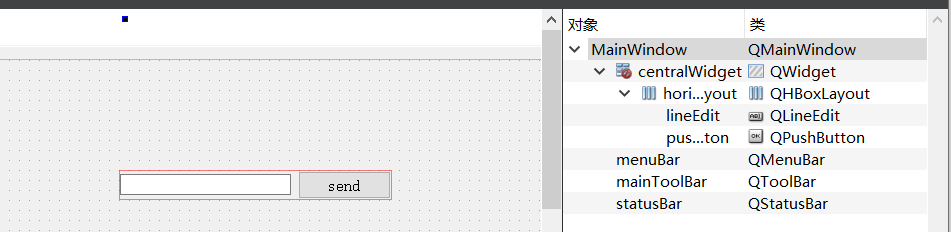 对象 类
MainWindow QMainWindow
centralWidget QWidget
hori...yout QHBoxLayout
lineEdit QLineEdit
pus...ton QPushButton
menuBar QMenuBar
mainToolBar QToolBar
statusBar QStatusBar
send